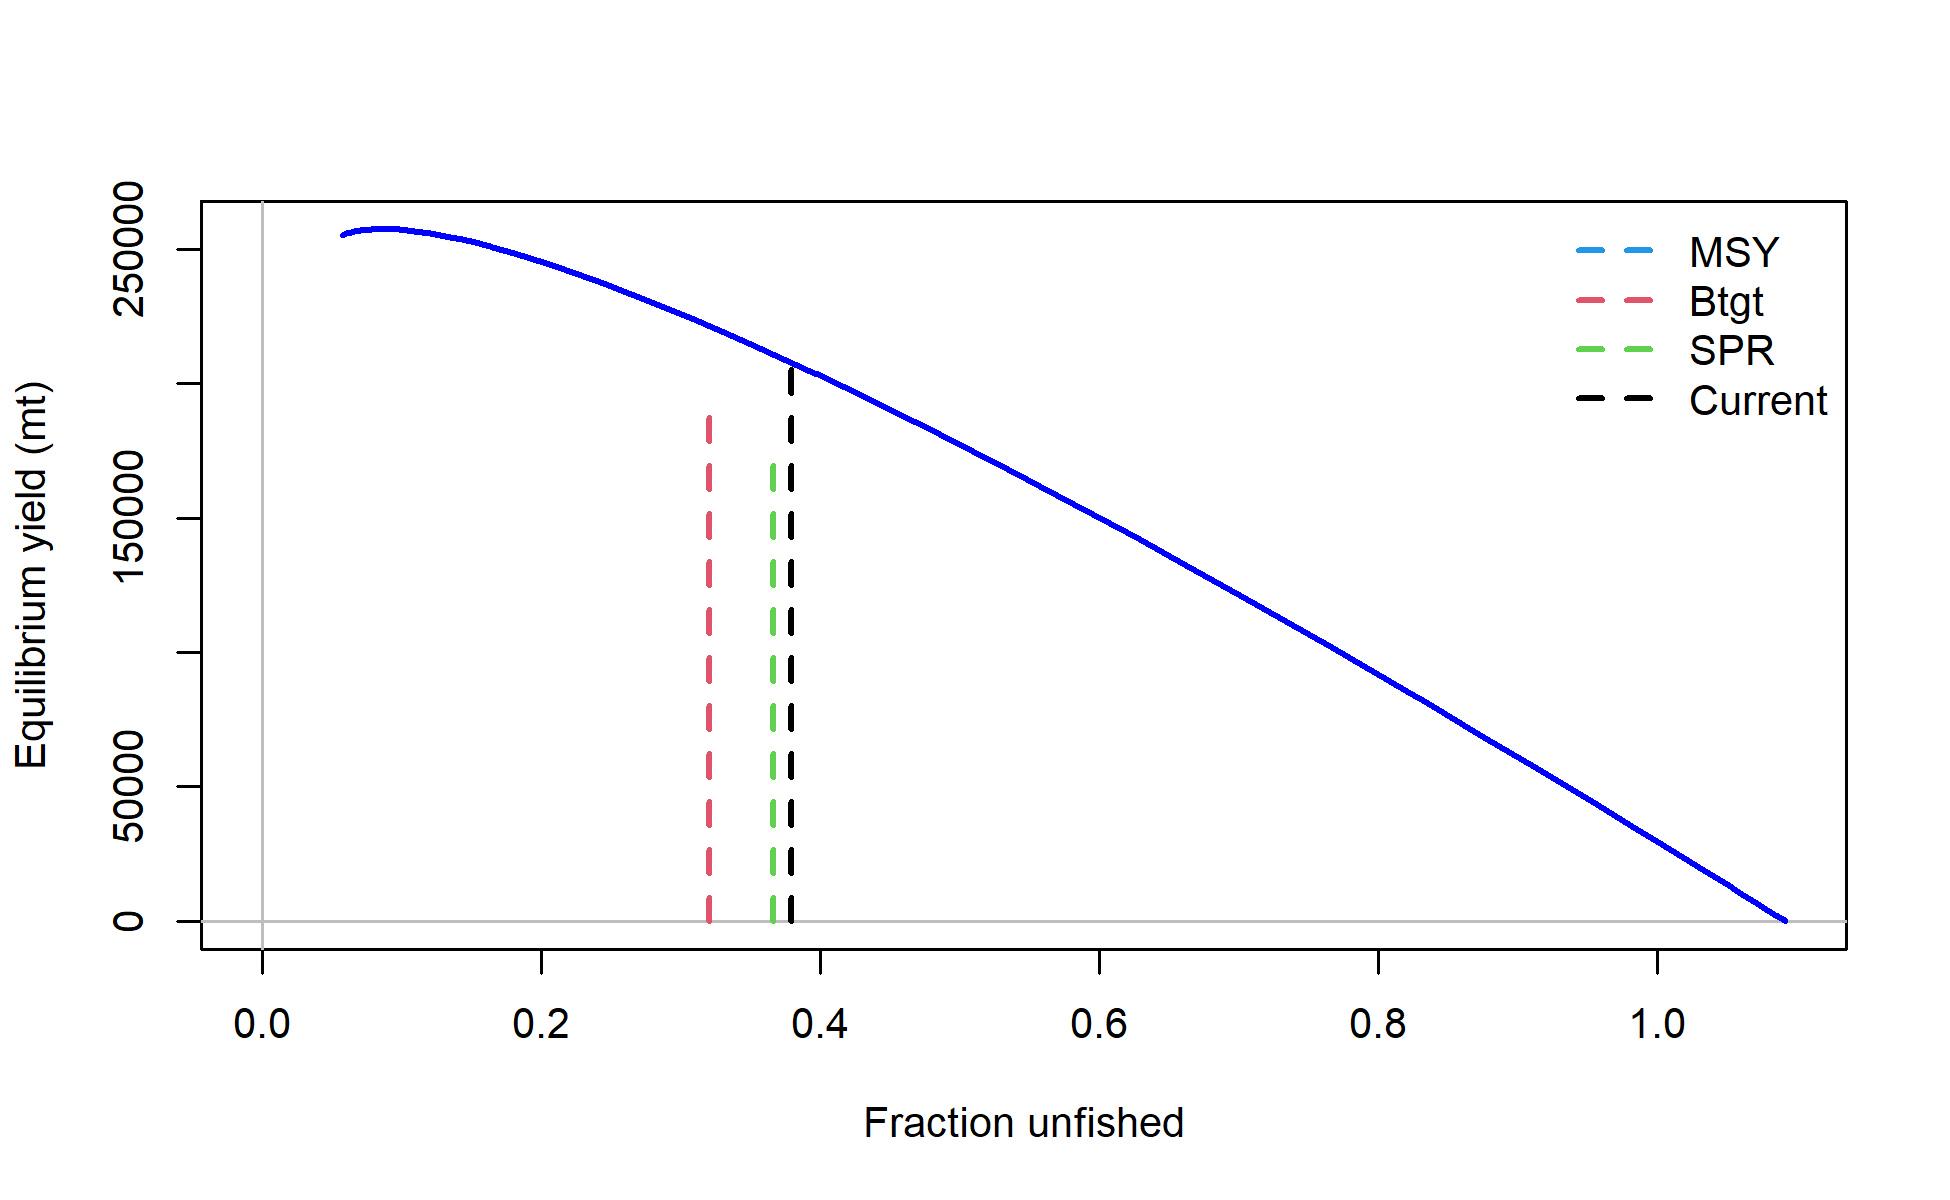 Equilibrium yield (mt)
250000
150000
50000
0
MSY
Btgt
SPR
Current
0.0 0.2 0.4 0.6 0.8 1.0
Fraction unfished